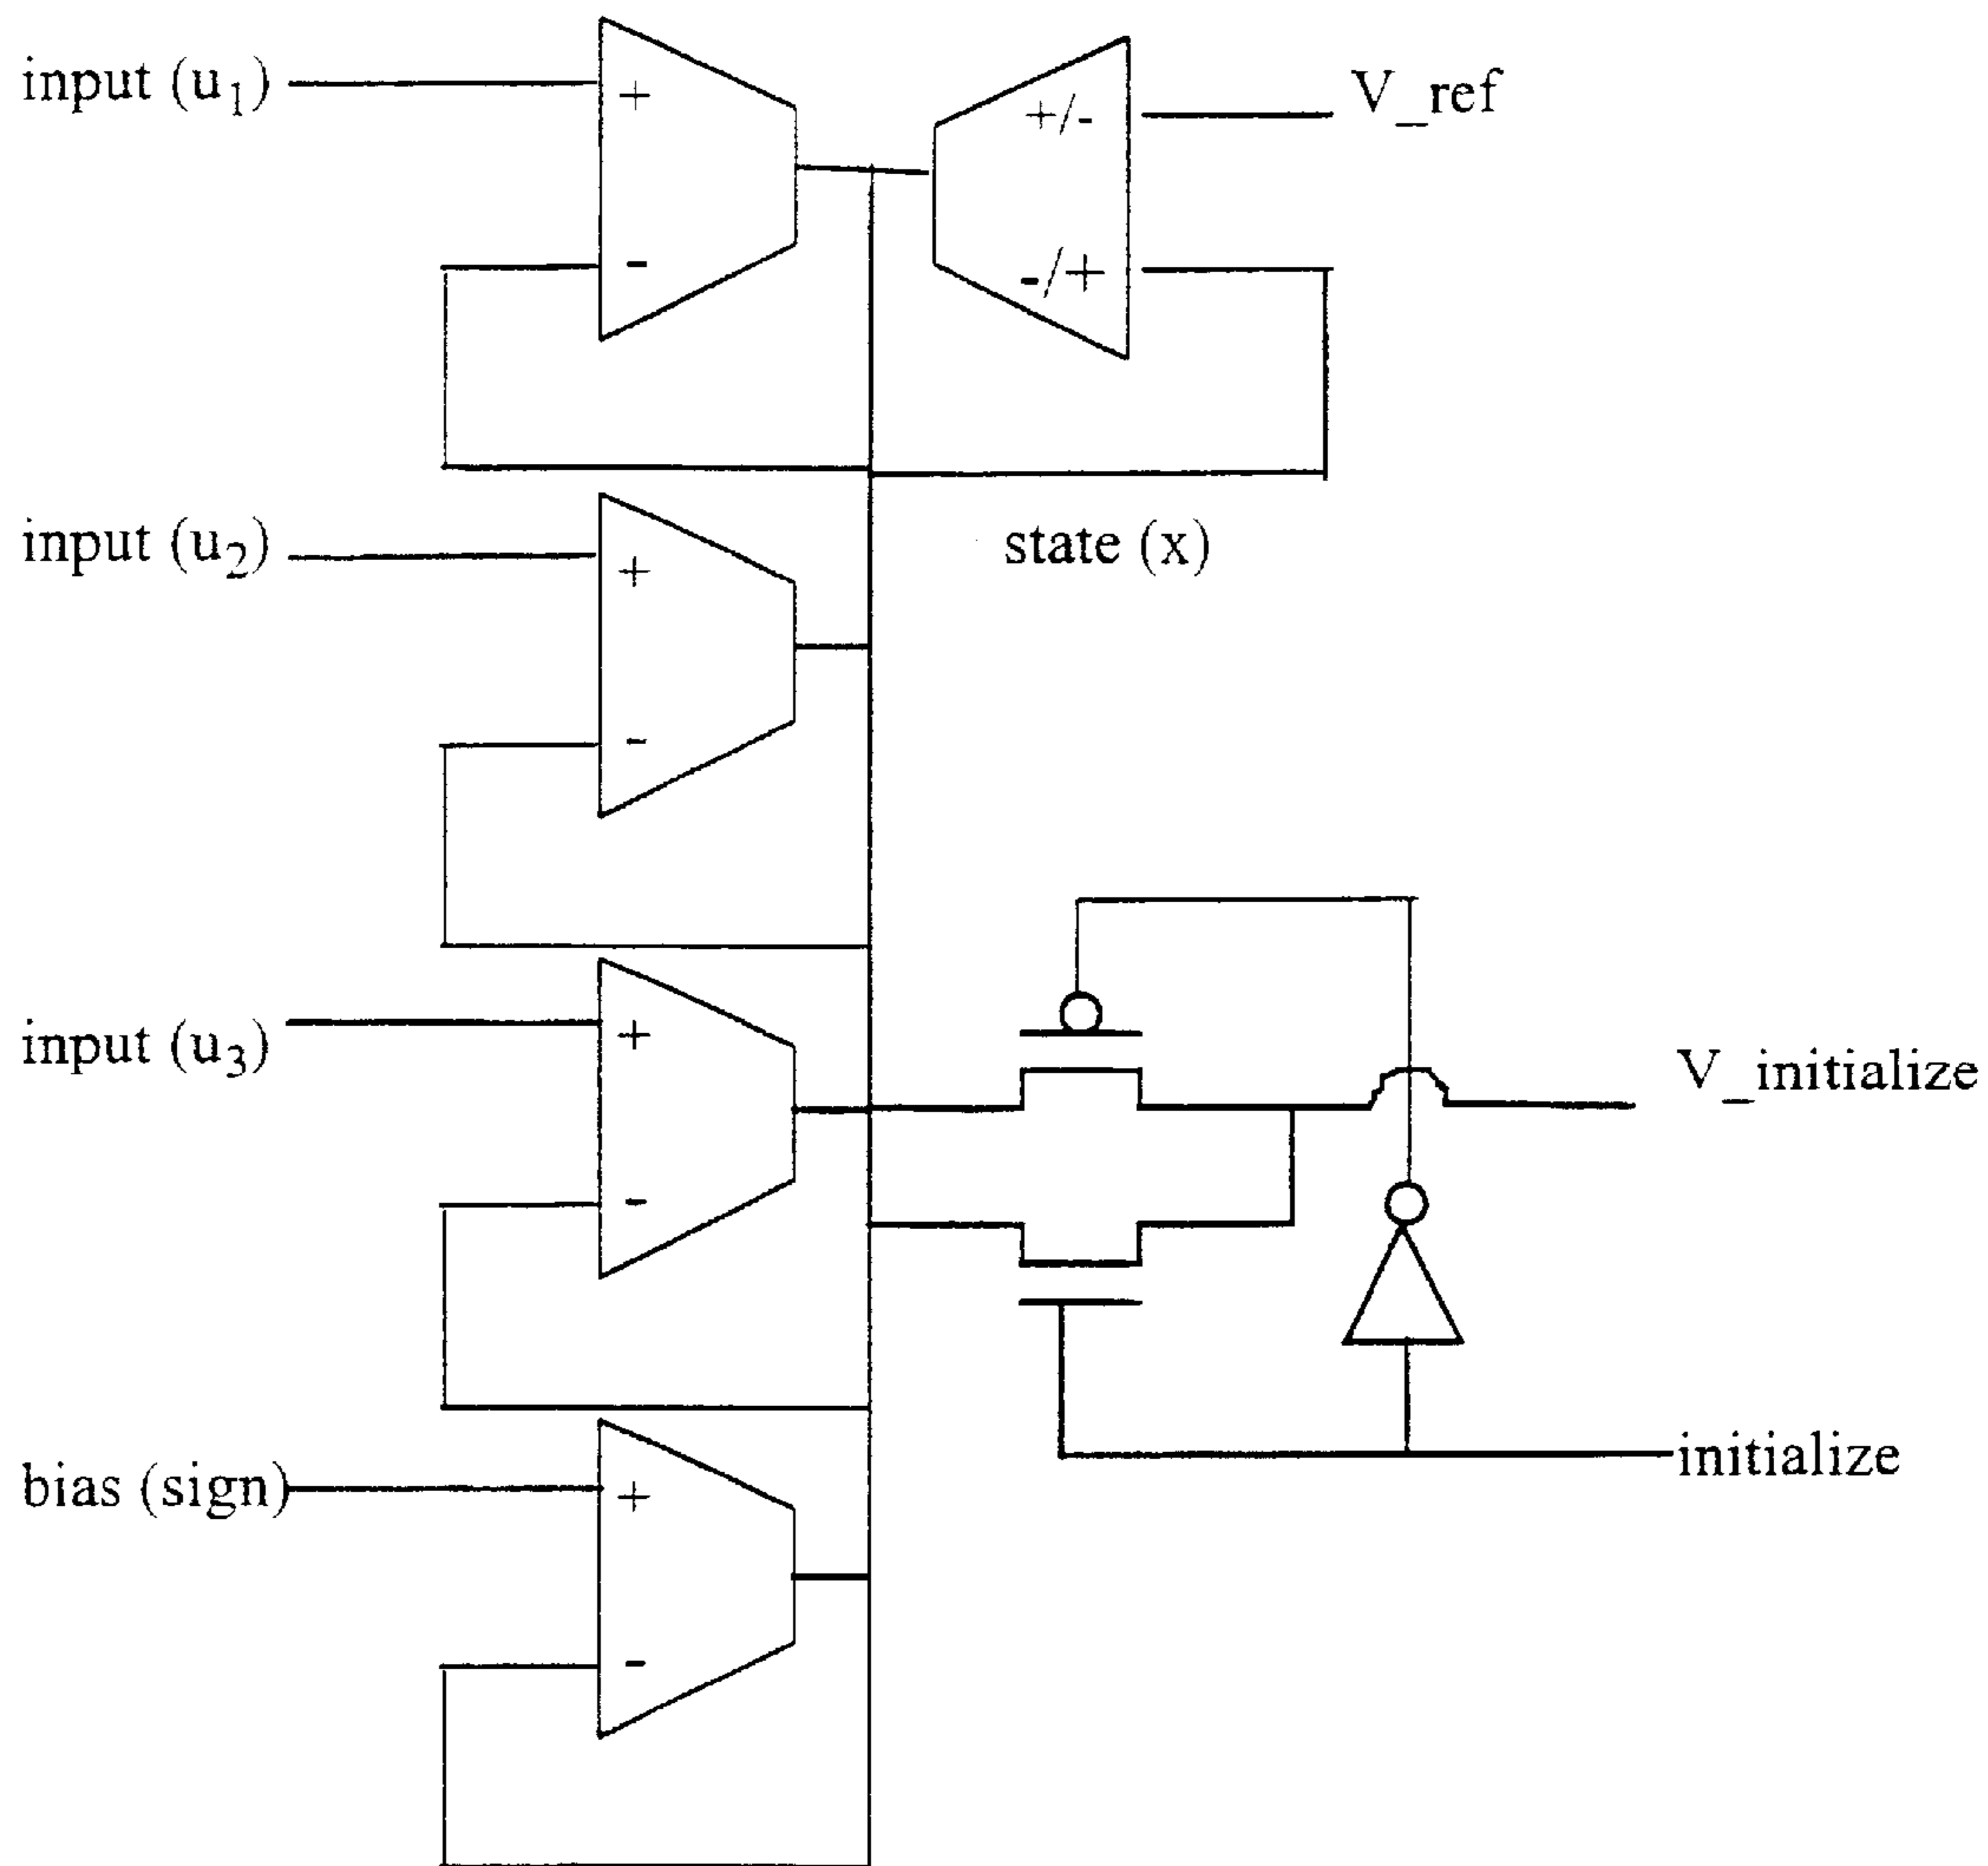 input (u₁)
+
-
+/-
-/+
V_ref
input (u₂)
+
-
state (x)
input (u₃)
+
-
V_initialize
bias (sign)
+
-
initialize